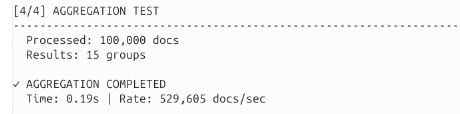 [4/4] AGGREGATION TEST
----------------------------------------------------------------------
Processed: 100,000 docs
Results: 15 groups
✓ AGGREGATION COMPLETED
Time: 0.19s | Rate: 529,605 docs/sec